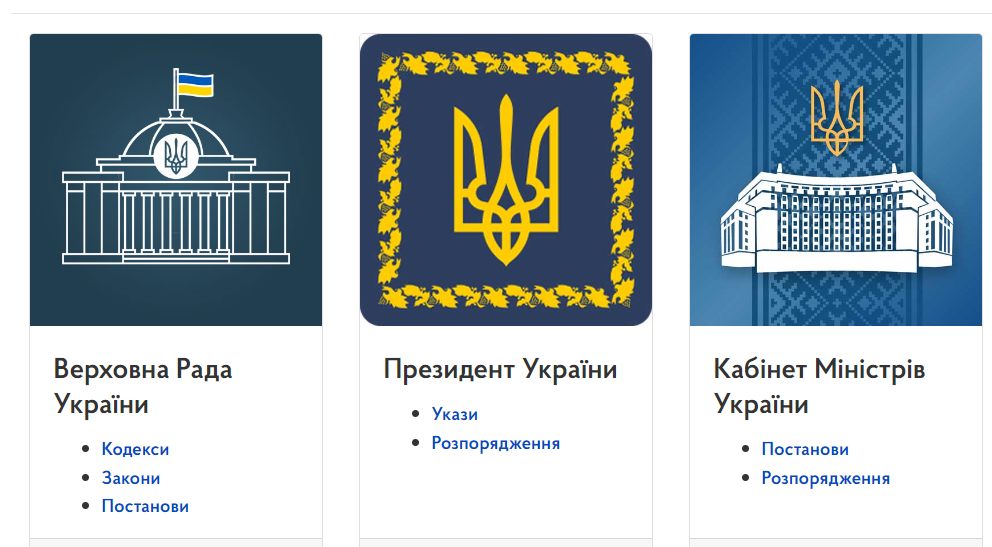 Верховна Рада
України
Кодекси
Закони
Постанови
Президент України
Укази
Розпорядження
Кабінет Міністрів
України
Постанови
Розпорядження